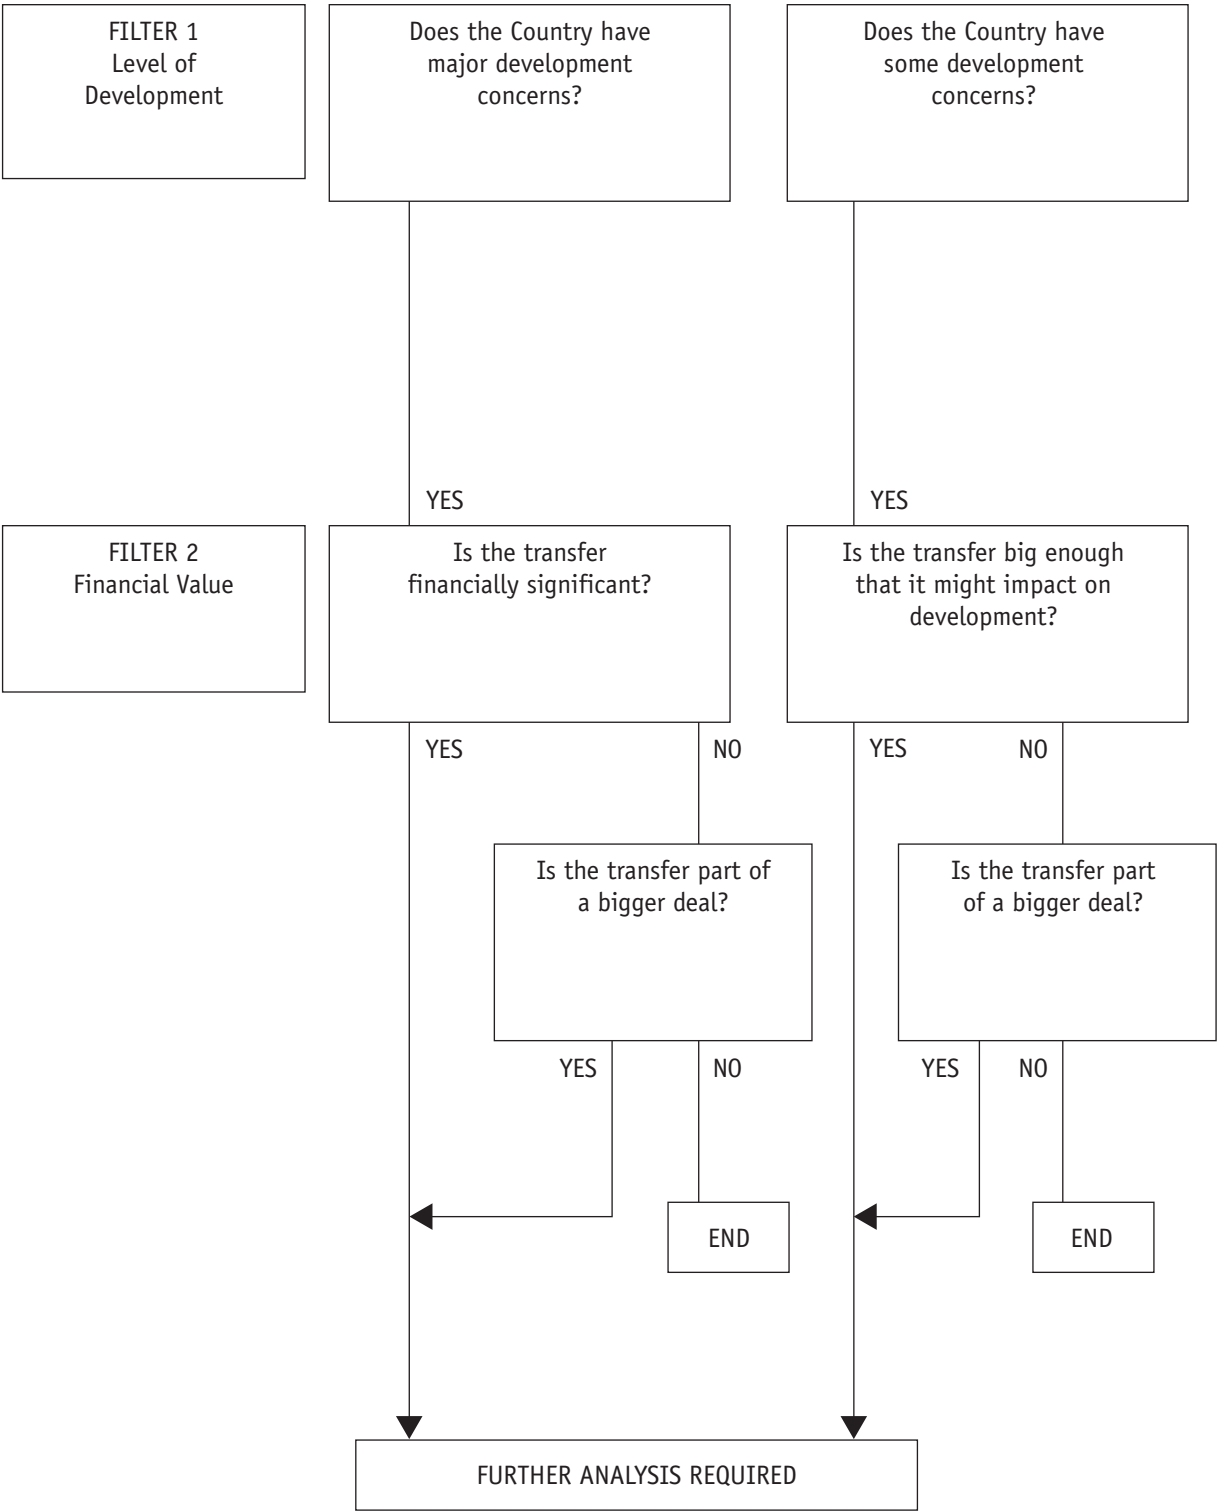 FILTER 1
Level of
Development
Does the Country have
major development
concerns?
Does the Country have
some development
concerns?
YES
YES
FILTER 2
Financial Value
Is the transfer
financially significant?
Is the transfer big enough
that it might impact on
development?
YES
NO
YES
NO
Is the transfer part of
a bigger deal?
Is the transfer part
of a bigger deal?
YES
NO
YES
NO
END
END
FURTHER ANALYSIS REQUIRED